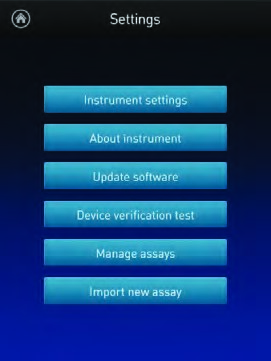 Settings
Instrument settings
About instrument
Update software
Device verification test
Manage assays
Import new assay